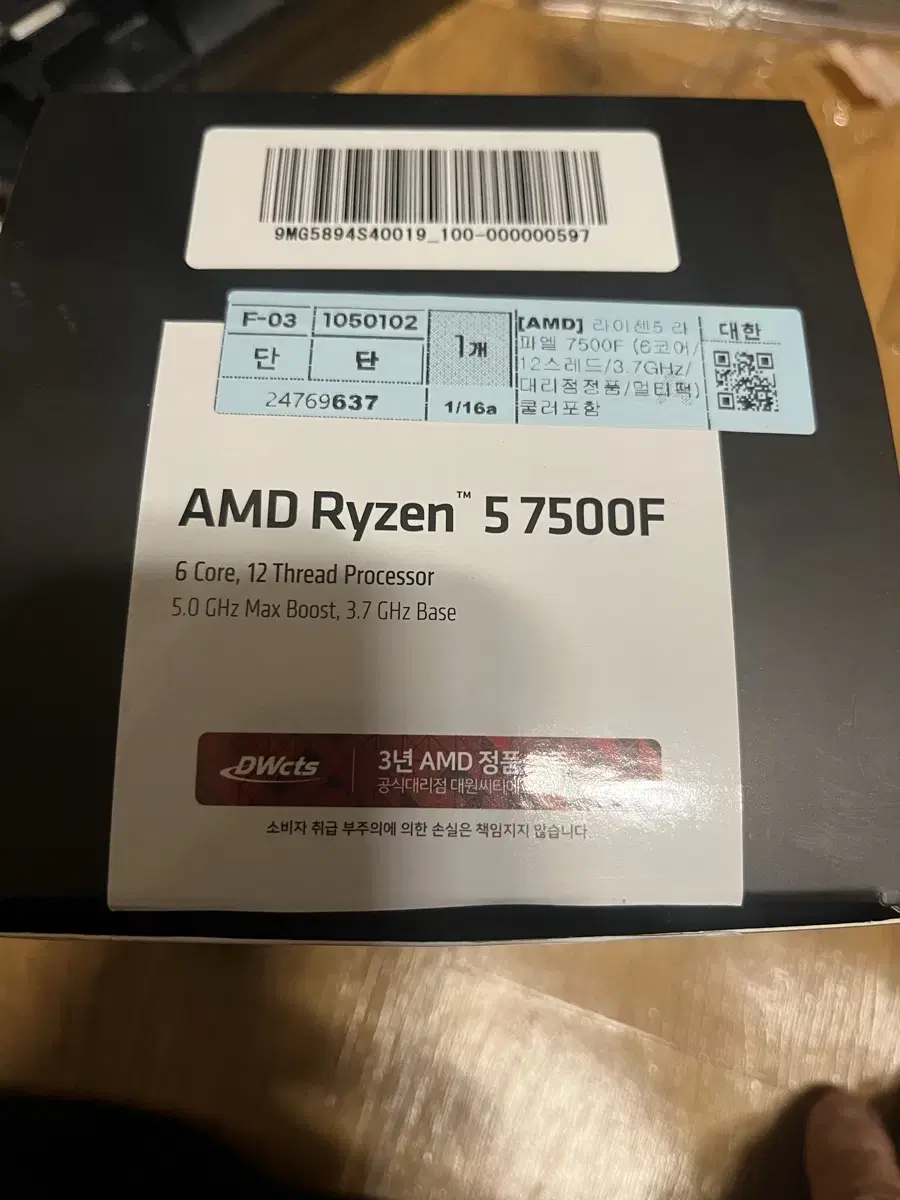 9MG5894S40019_100-000000597
F-03
1050102
단
단
24769637
1개
1/16a
[AMD] 라이젠5 라
피엘 7500F (6코어/
12스레드/3.7GHz/
대리점정품/멀티팩)
쿨러포함
대한
AMD Ryzen™ 5 7500F
6 Core, 12 Thread Processor
5.0 GHz Max Boost, 3.7 GHz Base
DWcts
3년 AMD 정품
공식대리점 대원씨티에
소비자 취급 부주의에 의한 손실은 책임지지 않습니다